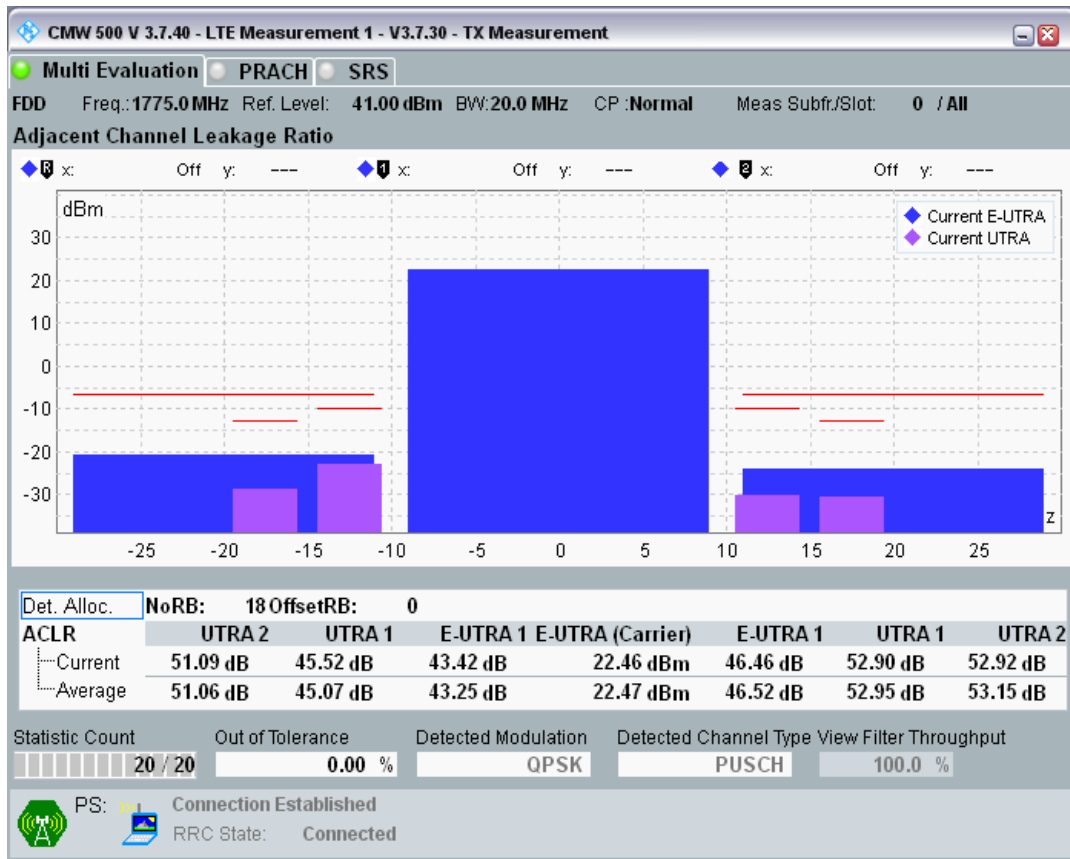 CMW 500 V 3.7.40 - LTE Measurement 1 - V3.7.30 - TX Measurement
Multi Evaluation PRACH SRS
FDD Freq.: 1775.0 MHz Ref. Level: 41.00 dBm BW: 20.0 MHz CP : Normal Meas Subfr./Slot: 0 / All
Adjacent Channel Leakage Ratio
R x: Off y: --- 1 x: Off y: --- 2 x: Off y: ---
dBm
Current E-UTRA
Current UTRA
30
20
10
0
-10
-20
-30
z
-25 -20 -15 -10 -5 0 5 10 15 20 25
Det. Alloc. NoRB: 18 OffsetRB: 0
ACLR UTRA 2 UTRA 1 E-UTRA 1 E-UTRA (Carrier) E-UTRA 1 UTRA 1 UTRA 2
Current 51.09 dB 45.52 dB 43.42 dB 22.46 dBm 46.46 dB 52.90 dB 52.92 dB
Average 51.06 dB 45.07 dB 43.25 dB 22.47 dBm 46.52 dB 52.95 dB 53.15 dB
Statistic Count Out of Tolerance Detected Modulation Detected Channel Type View Filter Throughput
20 / 20 0.00 % QPSK PUSCH 100.0 %
PS: Connection Established
RRC State: Connected